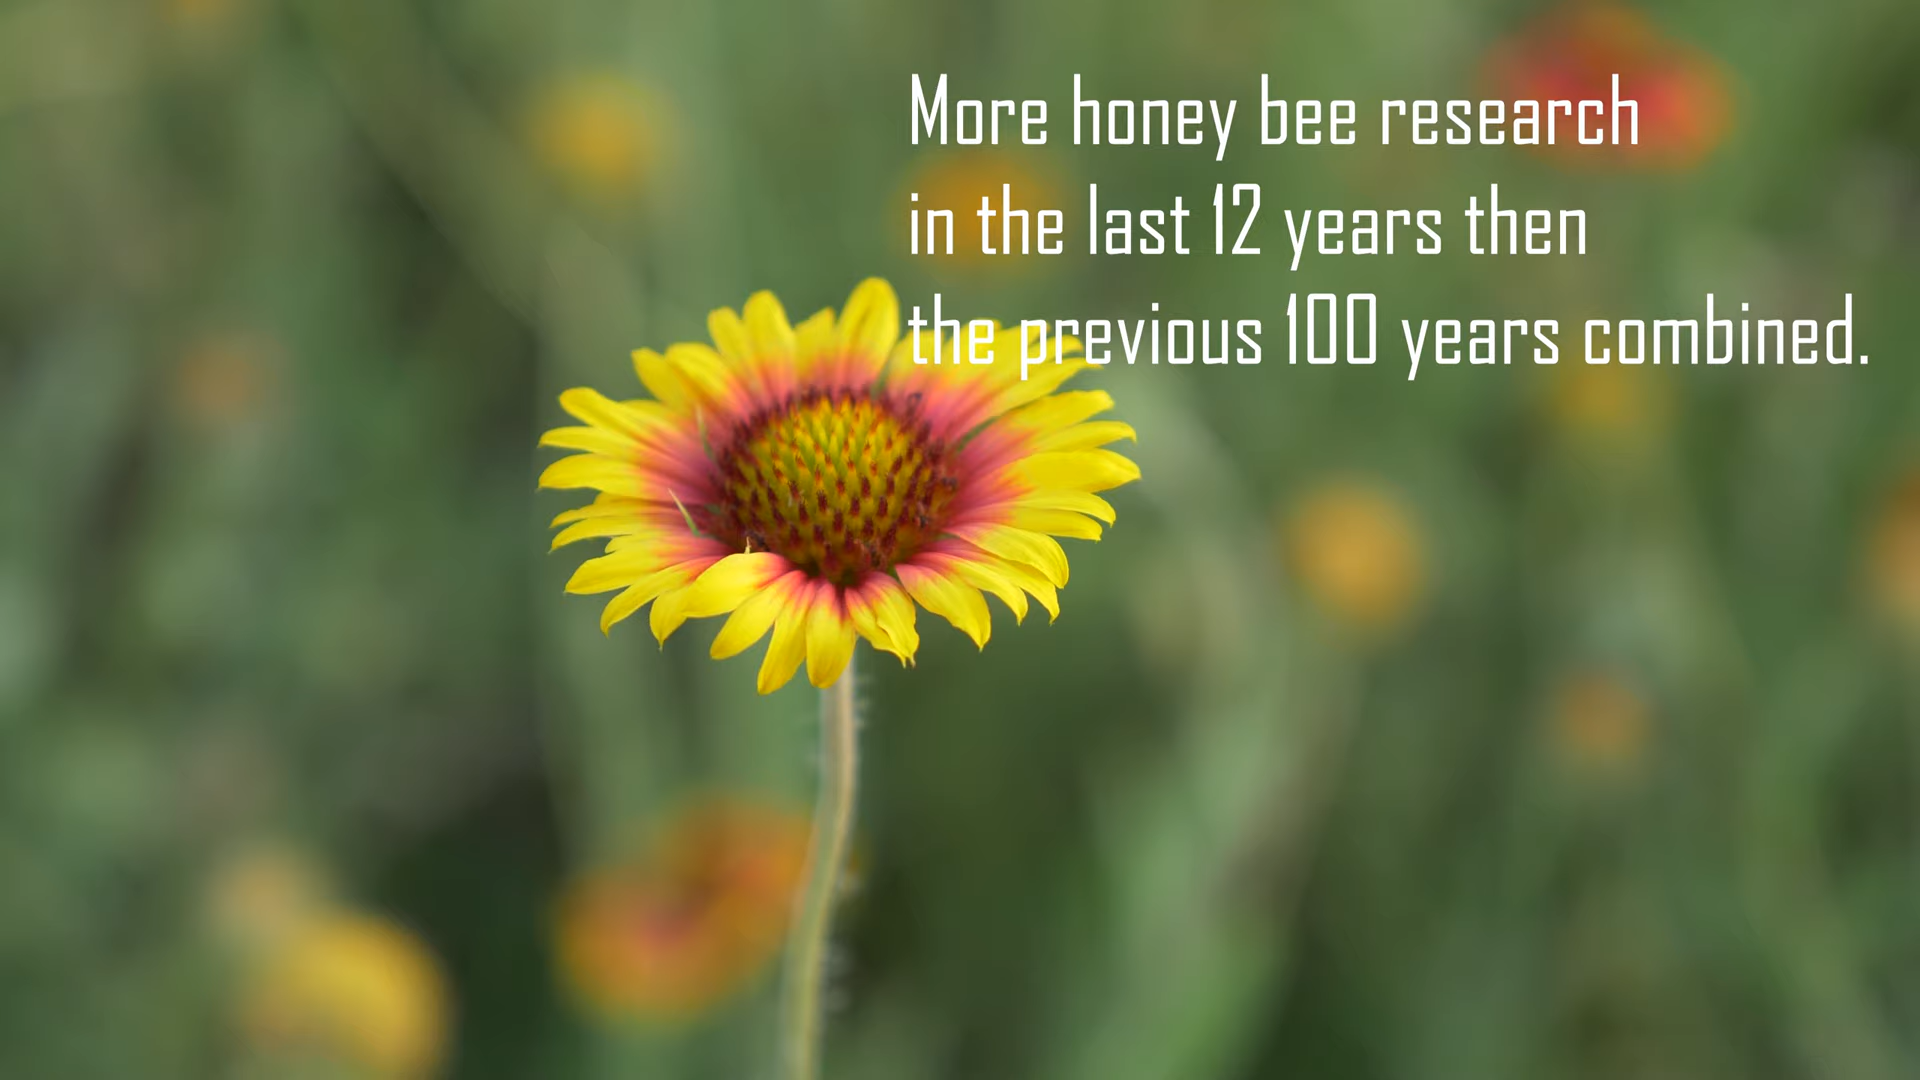 More honey bee research
in the last 12 years then
the previous 100 years combined.